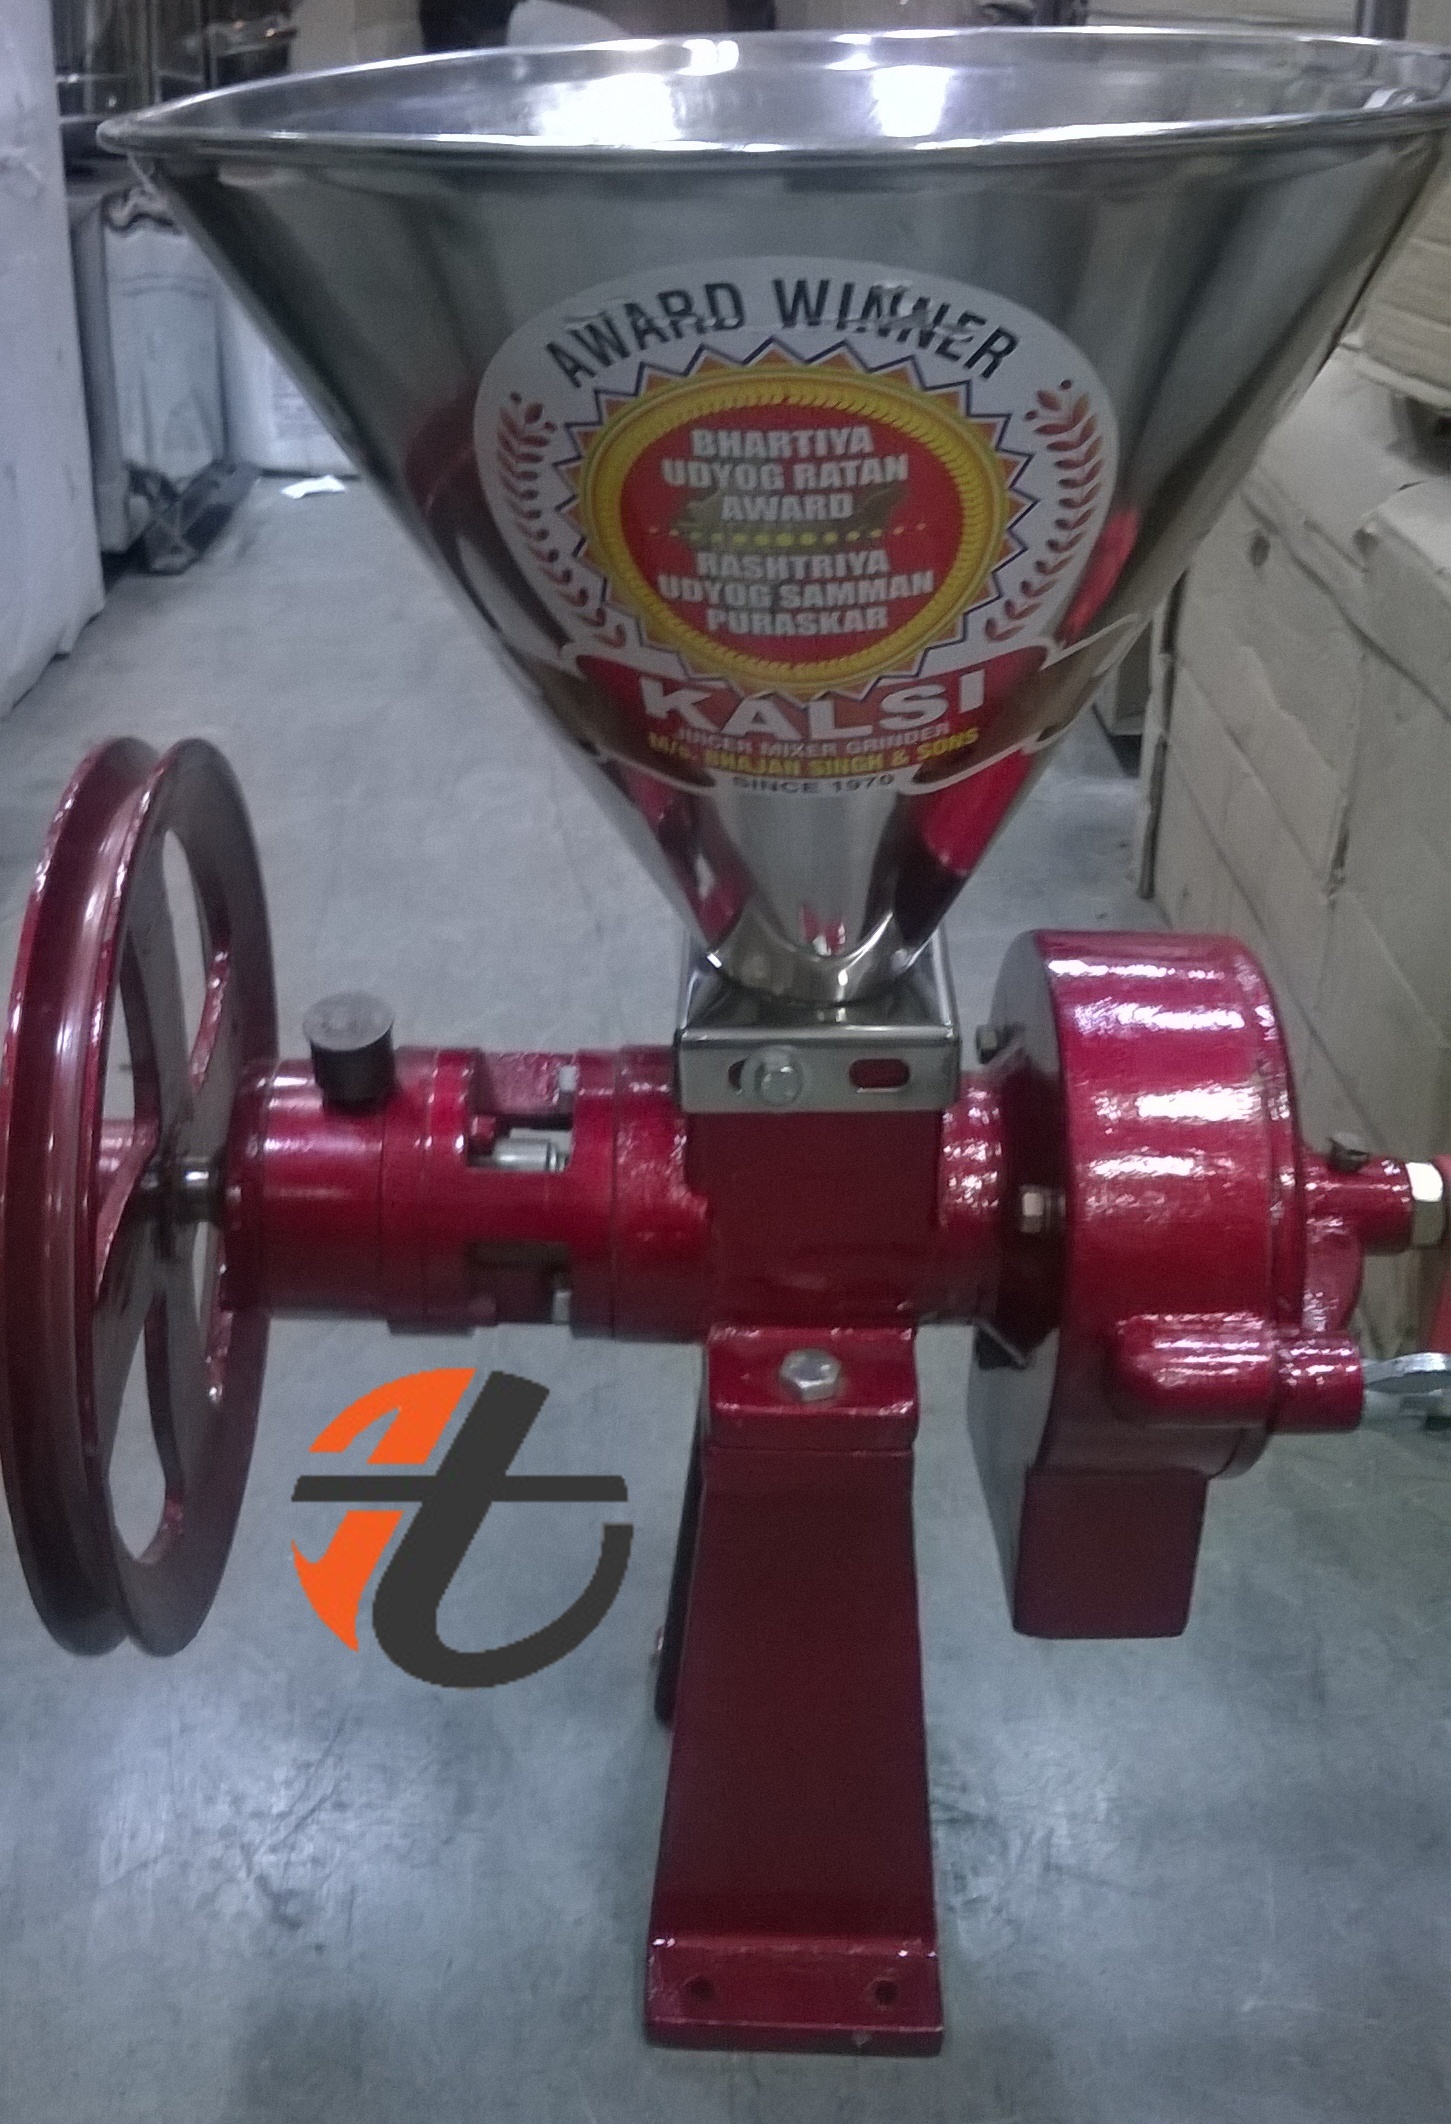 AWARD WINNER
BHARTIYA
UDYOG RATAN
AWARD
RASHTRIYA
UDYOG SAMMAN
PURASKAR
KALSI
JUICER MIXER GRINDER
M/s. BHAJAN SINGH & SONS
SINCE 1970
t